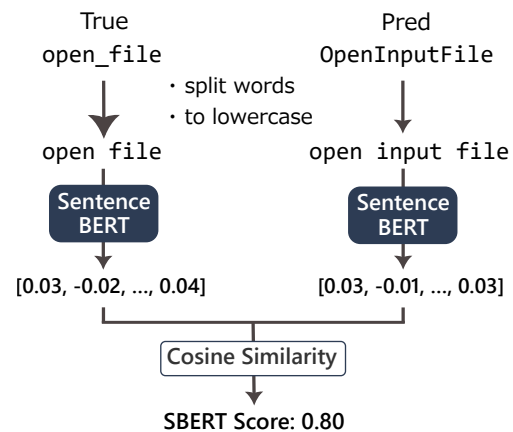 True
Pred
open_file
OpenInputFile
・split words
・to lowercase
open file
open input file
Sentence
BERT
Sentence
BERT
[0.03, -0.02, ..., 0.04]
[0.03, -0.01, ..., 0.03]
Cosine Similarity
SBERT Score: 0.80